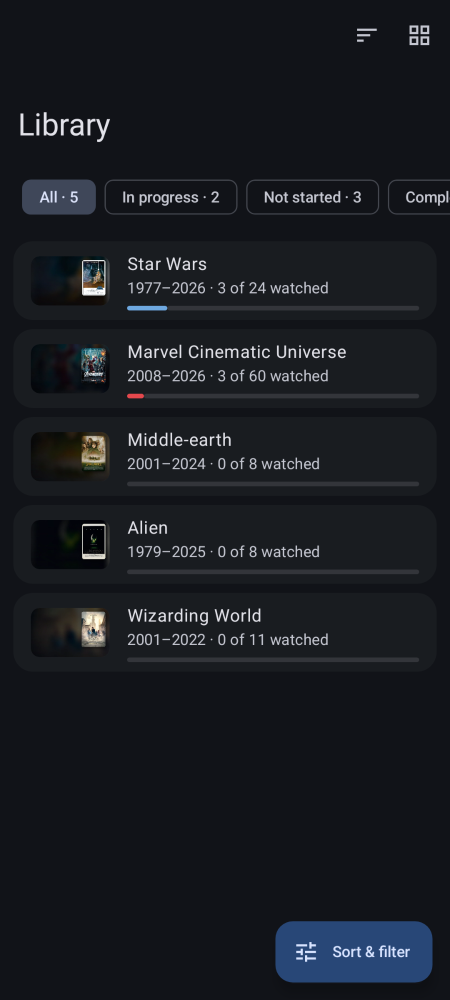 Library
All · 5
In progress · 2
Not started · 3
Compl
Star Wars
1977–2026 · 3 of 24 watched
Marvel Cinematic Universe
2008–2026 · 3 of 60 watched
Middle-earth
2001–2024 · 0 of 8 watched
Alien
1979–2025 · 0 of 8 watched
Wizarding World
2001–2022 · 0 of 11 watched
Sort & filter